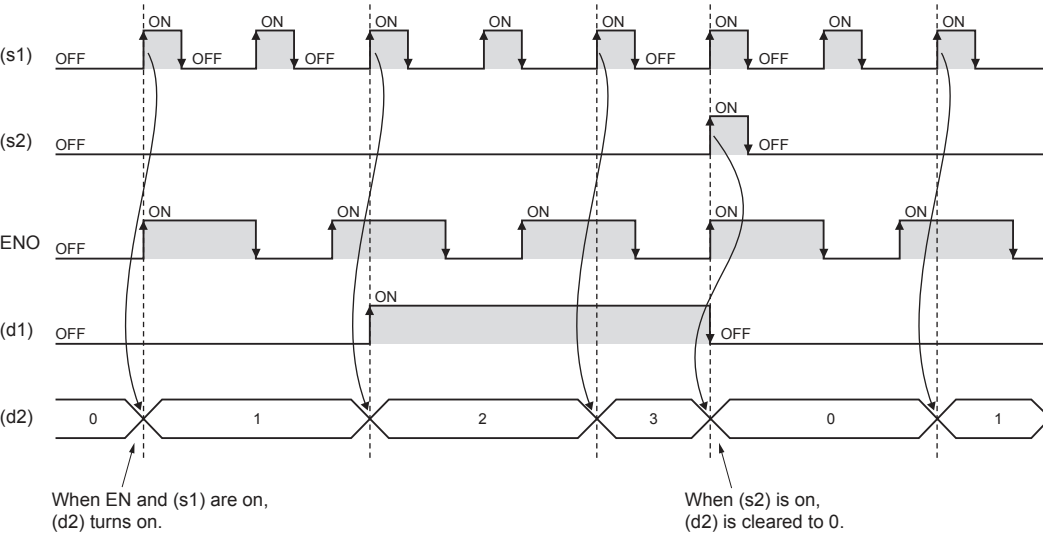 ON ON ON ON ON ON ON ON
(s1) OFF OFF OFF OFF OFF
ON
(s2) OFF OFF
ON ON ON ON ON
ENO OFF
ON
(d1) OFF OFF
(d2) 0 1 2 3 0 1
When EN and (s1) are on,
(d2) turns on.
When (s2) is on,
(d2) is cleared to 0.